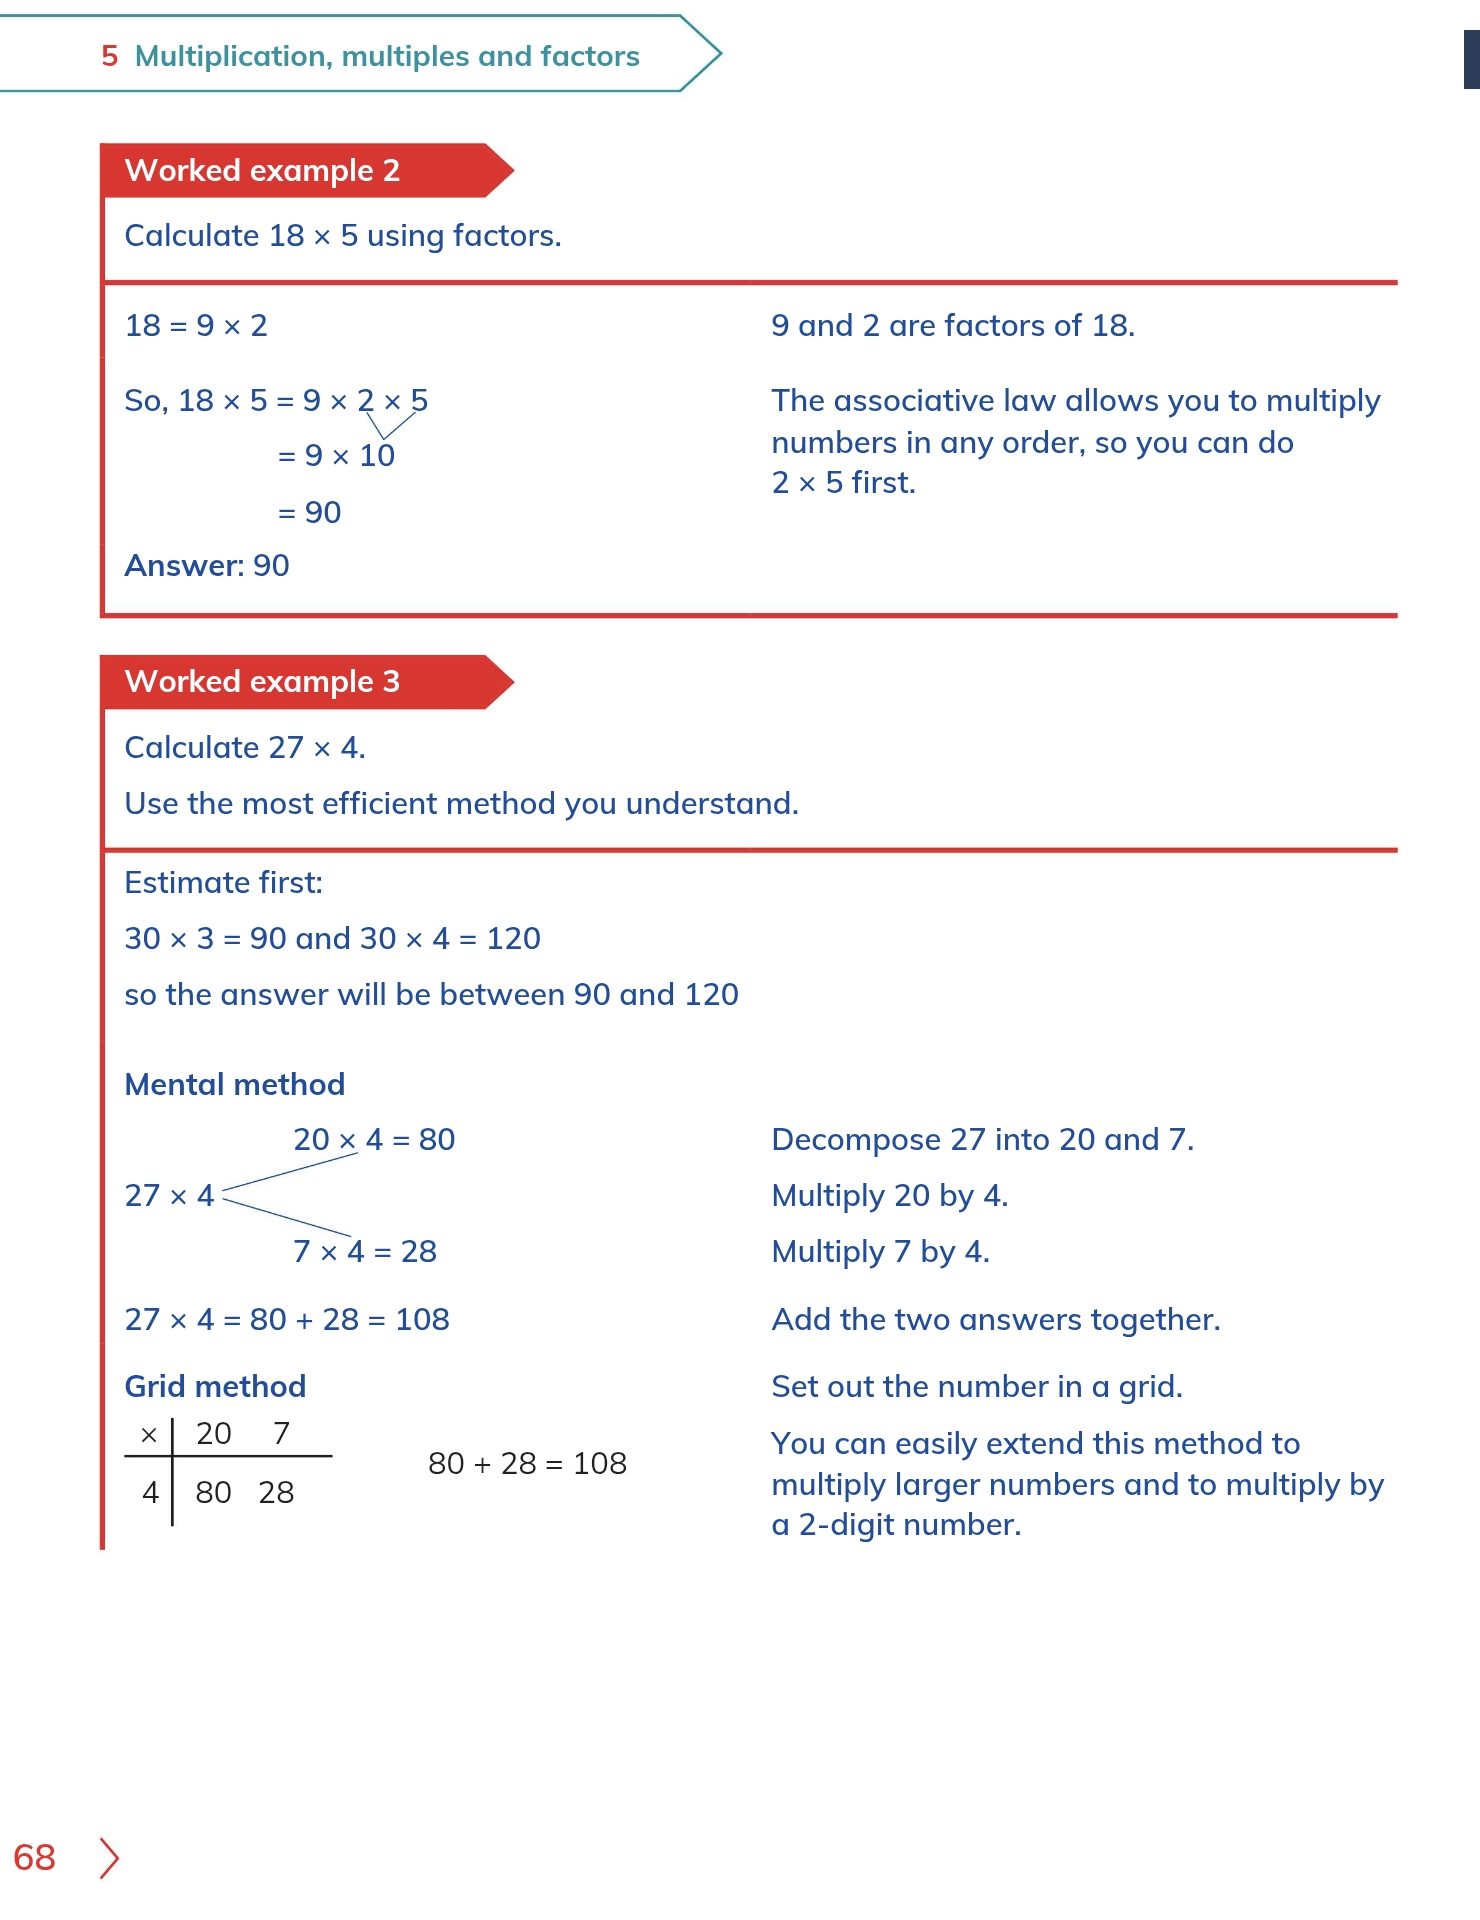 5 Multiplication, multiples and factors
Worked example 2
Calculate 18 × 5 using factors.
18 = 9 × 2
9 and 2 are factors of 18.
So, 18 × 5 = 9 × 2 × 5
= 9 × 10
= 90
The associative law allows you to multiply
numbers in any order, so you can do
2 × 5 first.
Answer: 90
Worked example 3
Calculate 27 × 4.
Use the most efficient method you understand.
Estimate first:
30 × 3 = 90 and 30 × 4 = 120
so the answer will be between 90 and 120
Mental method
20 × 4 = 80
27 × 4
7 × 4 = 28
Decompose 27 into 20 and 7.
Multiply 20 by 4.
Multiply 7 by 4.
27 × 4 = 80 + 28 = 108
Add the two answers together.
Grid method
Set out the number in a grid.
× 20 7
4 80 28
80 + 28 = 108
You can easily extend this method to
multiply larger numbers and to multiply by
a 2-digit number.
68